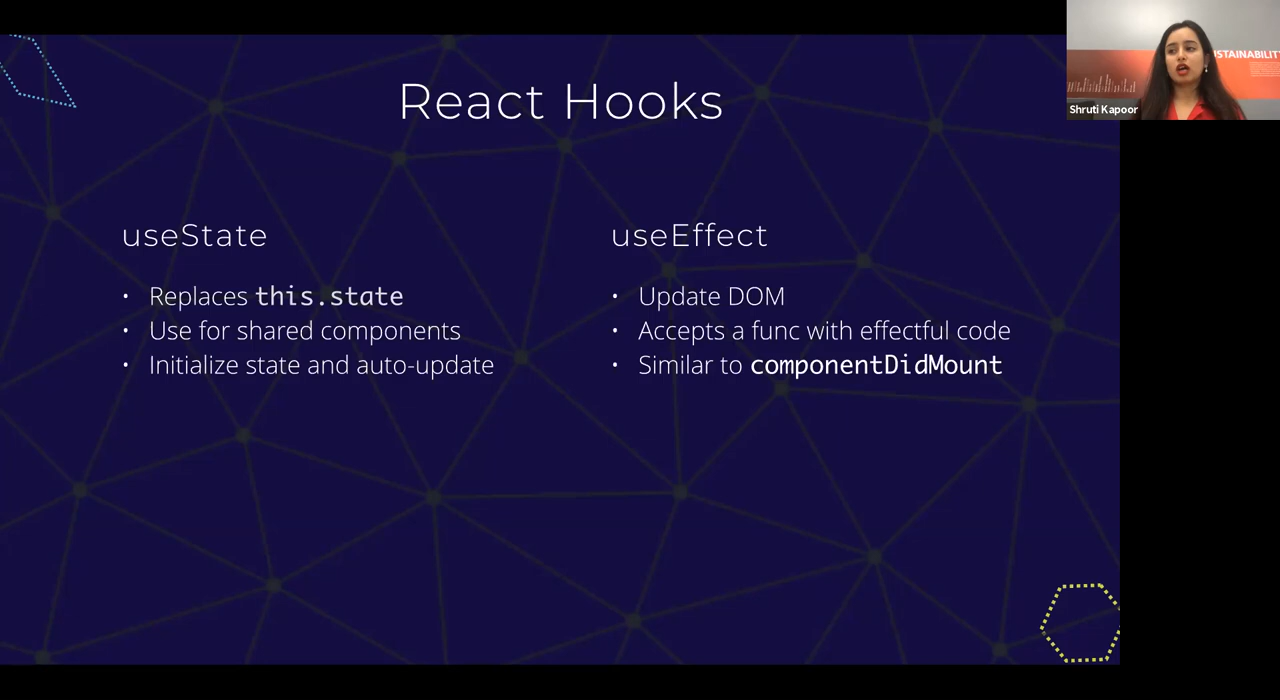 React Hooks
useState
• Replaces this.state
• Use for shared components
• Initialize state and auto-update
useEffect
• Update DOM
• Accepts a func with effectful code
• Similar to componentDidMount
USTAINABILITY
Shruti Kapoor